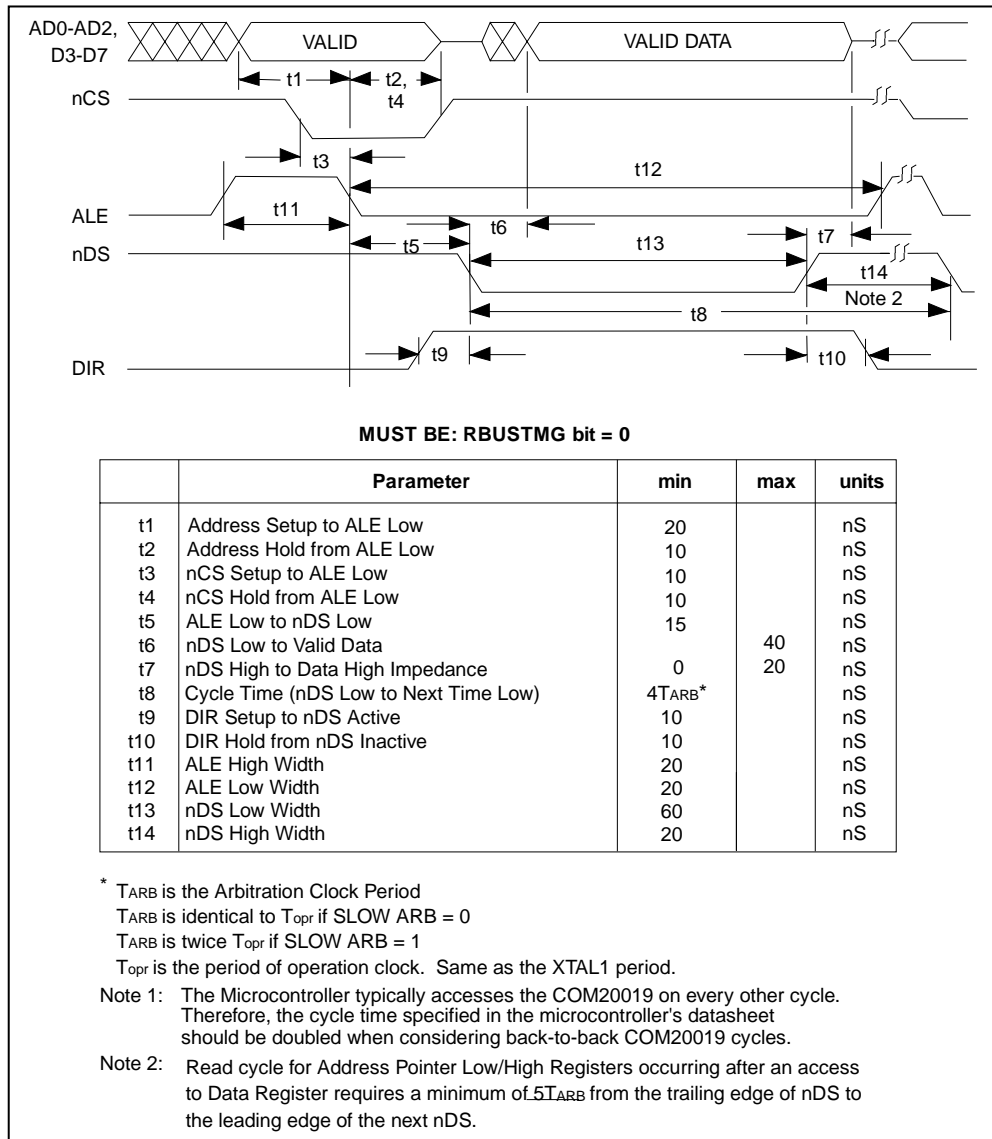 AD0-AD2,
D3-D7
VALID
VALID DATA
t1
t2,
t4
nCS
t3
t12
ALE
t11
t6
t7
nDS
t5
t13
t14
Note 2
t8
t9
t10
DIR
MUST BE: RBUSTMG bit = 0
Parameter min max units
t1 Address Setup to ALE Low 20 nS
t2 Address Hold from ALE Low 10 nS
t3 nCS Setup to ALE Low 10 nS
t4 nCS Hold from ALE Low 10 nS
t5 ALE Low to nDS Low 15 nS
t6 nDS Low to Valid Data 40 nS
t7 nDS High to Data High Impedance 0 20 nS
t8 Cycle Time (nDS Low to Next Time Low) 4TARB* nS
t9 DIR Setup to nDS Active 10 nS
t10 DIR Hold from nDS Inactive 10 nS
t11 ALE High Width 20 nS
t12 ALE Low Width 20 nS
t13 nDS Low Width 60 nS
t14 nDS High Width 20 nS
* TARB is the Arbitration Clock Period
TARB is identical to Topr if SLOW ARB = 0
TARB is twice Topr if SLOW ARB = 1
Topr is the period of operation clock. Same as the XTAL1 period.
Note 1: The Microcontroller typically accesses the COM20019 on every other cycle.
Therefore, the cycle time specified in the microcontroller's datasheet
should be doubled when considering back-to-back COM20019 cycles.
Note 2: Read cycle for Address Pointer Low/High Registers occurring after an access
to Data Register requires a minimum of 5TARB from the trailing edge of nDS to
the leading edge of the next nDS.